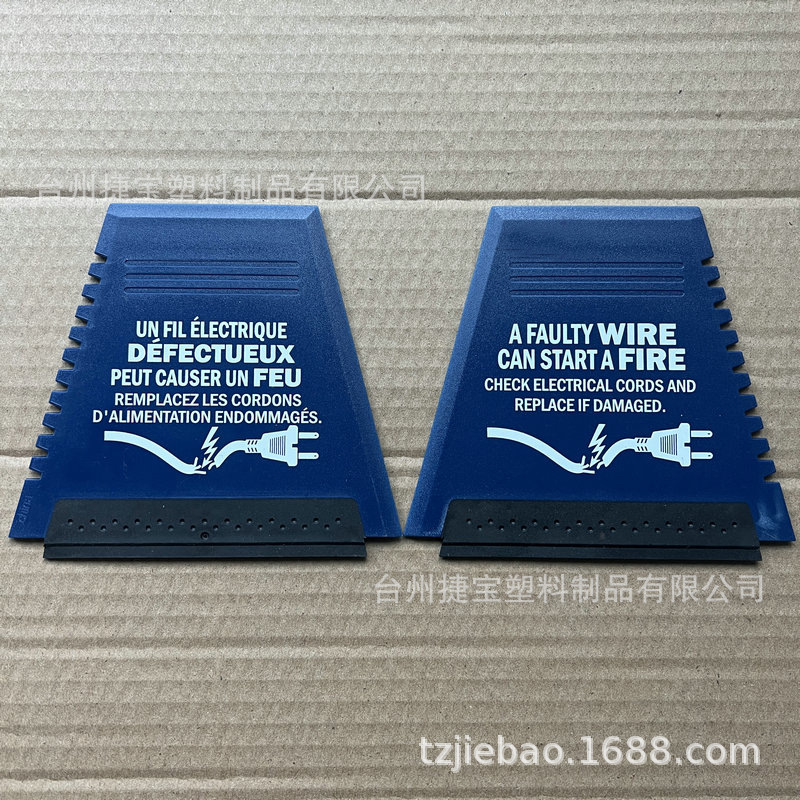 台州捷宝塑料制品有限公司
UN FIL ÉLECTRIQUE
DÉFECTUEUX
PEUT CAUSER UN FEU
REMPLACEZ LES CORDONS
D'ALIMENTATION ENDOMMAGÉS.
A FAULTY WIRE
CAN START A FIRE
CHECK ELECTRICAL CORDS AND
REPLACE IF DAMAGED.
台州捷宝塑料制品有限公司
tzjiebao.1688.com